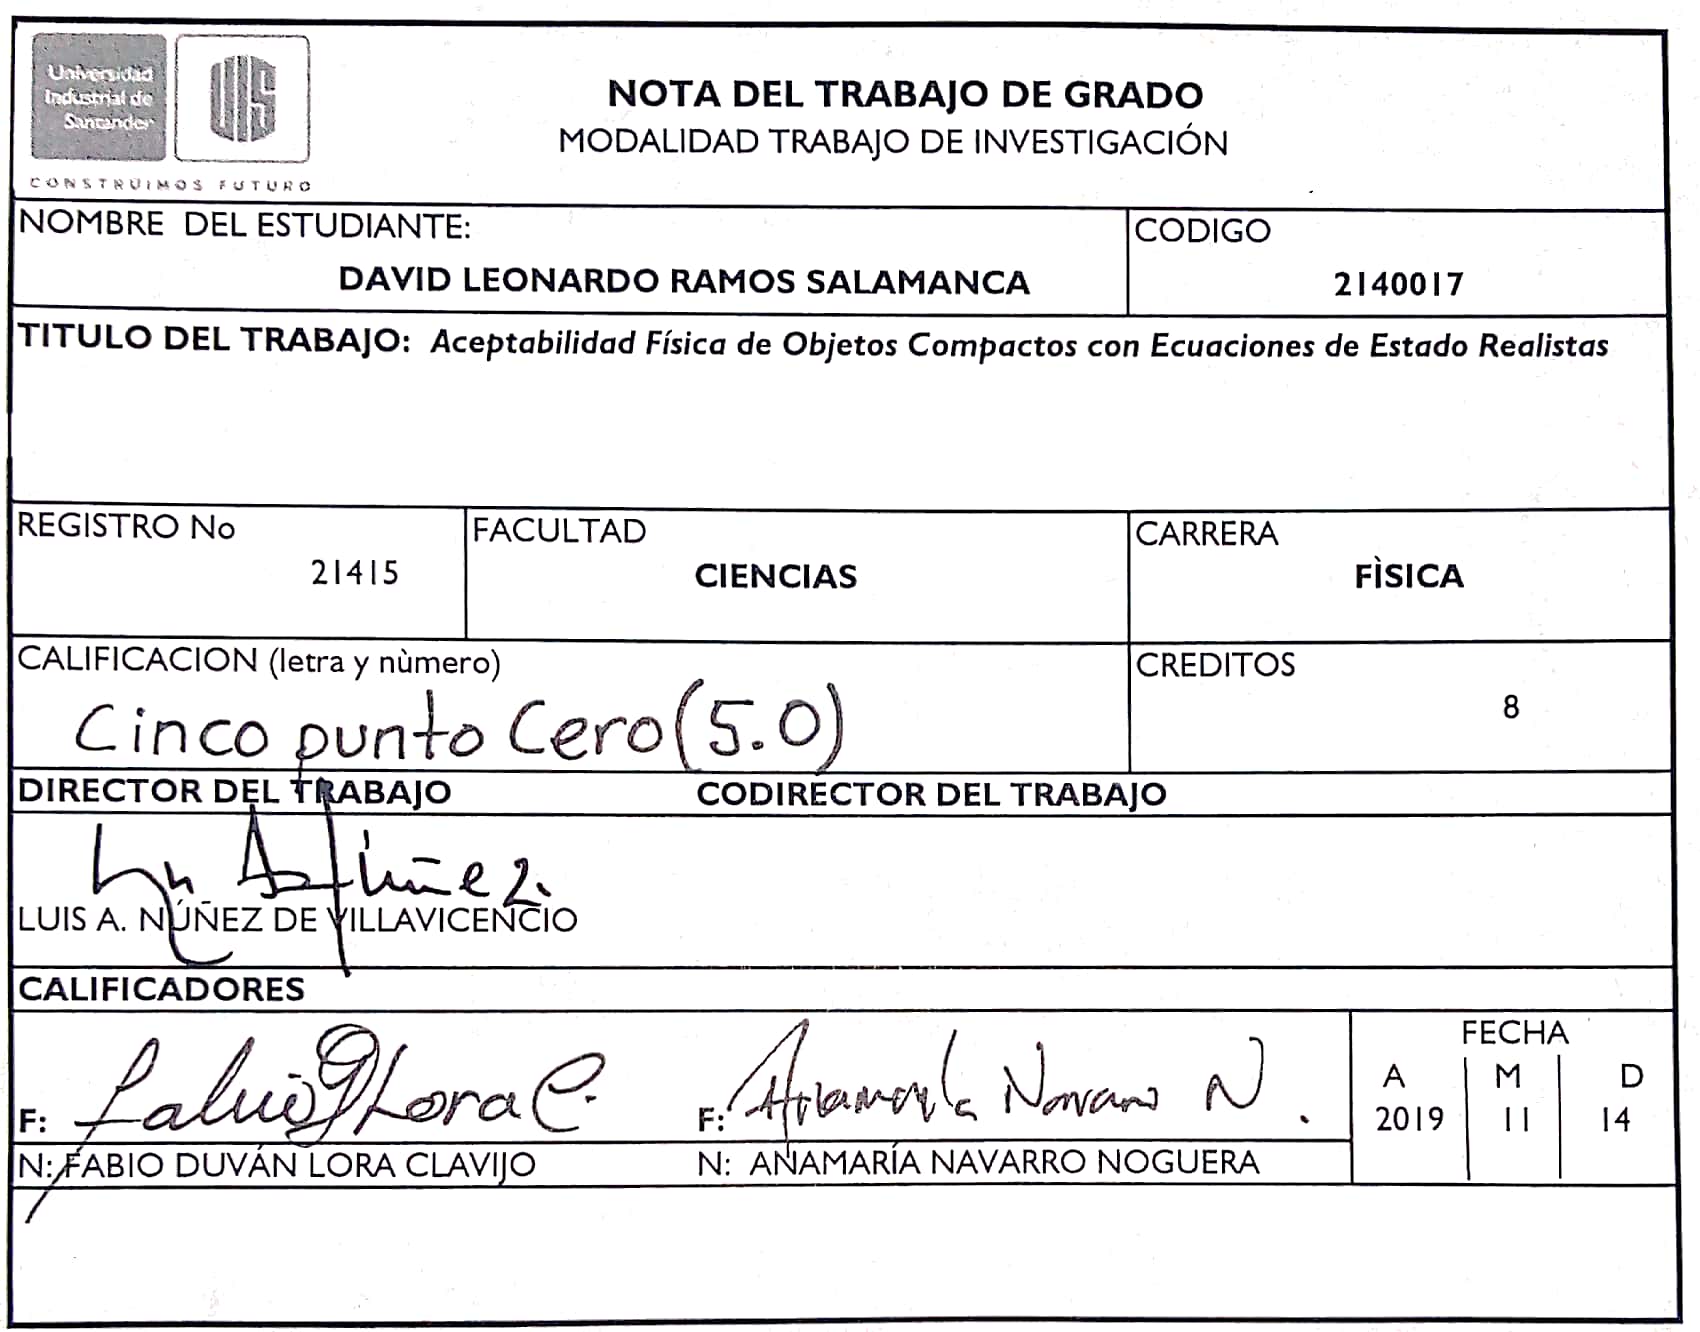 Universidad
Industrial de
Santander
UIS
CONSTRUIMOS FUTURO
NOTA DEL TRABAJO DE GRADO
MODALIDAD TRABAJO DE INVESTIGACIÓN
NOMBRE DEL ESTUDIANTE:
DAVID LEONARDO RAMOS SALAMANCA
CODIGO
2140017
TITULO DEL TRABAJO: Aceptabilidad Física de Objetos Compactos con Ecuaciones de Estado Realistas
REGISTRO No
21415
FACULTAD
CIENCIAS
CARRERA
FÌSICA
CALIFICACION (letra y nùmero)
Cinco punto Cero (5.0)
CREDITOS
8
DIRECTOR DEL TRABAJO
CODIRECTOR DEL TRABAJO
LUIS A. NÚÑEZ DE VILLAVICENCIO
CALIFICADORES
F: Fabio D Lora C.
F: Anamaría Navarro N.
N: FABIO DUVÁN LORA CLAVIJO
N: ANAMARÍA NAVARRO NOGUERA
FECHA
A M D
2019 11 14